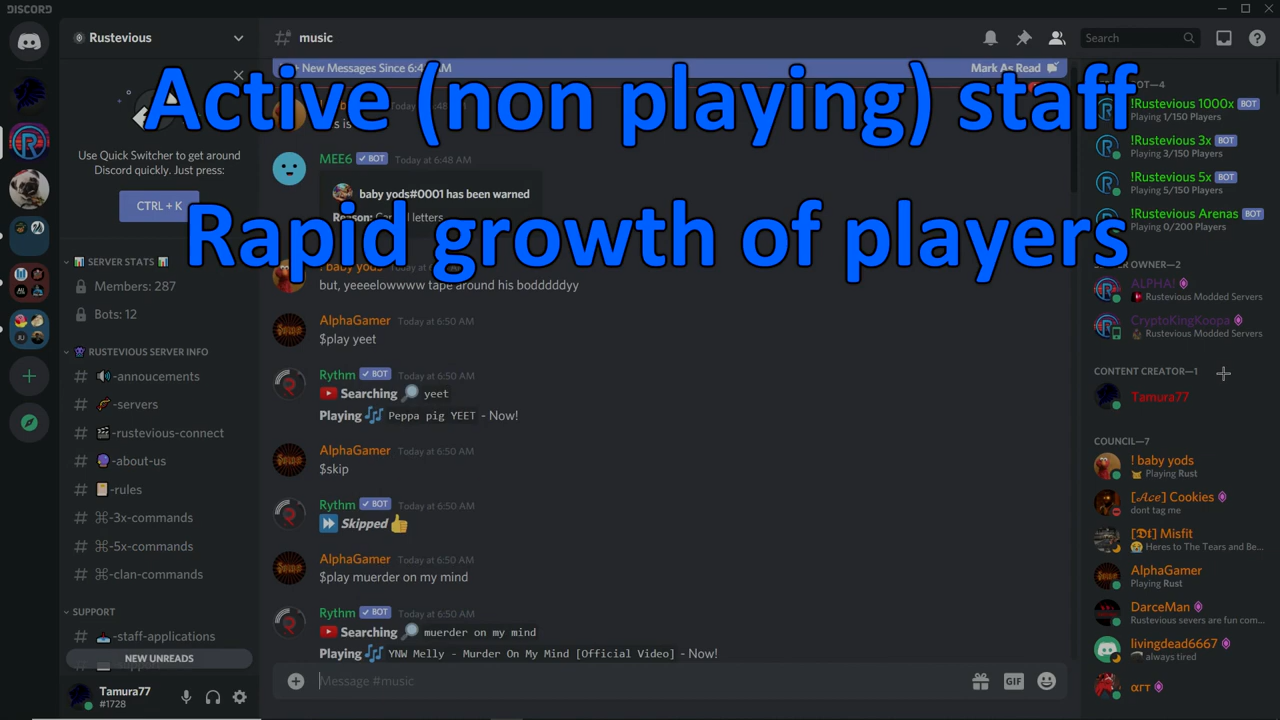 DISCORD
Rustevious
music
Search
New Messages Since 6:4
AM
Mark As Read
Active (non playing) staff
Rapid growth of players
Use Quick Switcher to get around
Discord quickly. Just press:
CTRL + K
SERVER STATS
Members: 287
Bots: 12
RUSTEVIOUS SERVER INFO
-annoucements
-servers
-rustevious-connect
-about-us
-rules
-3x-commands
-5x-commands
-clan-commands
SUPPORT
-staff-applications
NEW UNREADS
Tamura77
#1728
MEE6 BOT Today at 6:48 AM
baby yods#0001 has been warned
Reason:
letters
! baby yods
but, yeeeelowwww tape around his bodddddyy
AlphaGamer Today at 6:50 AM
$play yeet
Rythm BOT Today at 6:50 AM
Searching yeet
Playing Peppa pig YEET - Now!
AlphaGamer Today at 6:50 AM
$skip
Rythm BOT Today at 6:50 AM
Skipped
AlphaGamer Today at 6:50 AM
$play muerder on my mind
Rythm BOT Today at 6:50 AM
Searching muerder on my mind
Playing YNW Melly - Murder On My Mind [Official Video] - Now!
Message #music
GIF
BOT—4
!Rustevious 1000x BOT
Playing 1/150 Players
!Rustevious 3x BOT
Playing 3/150 Players
!Rustevious 5x BOT
Playing 5/150 Players
!Rustevious Arenas BOT
Playing 0/200 Players
OWNER—2
ALPHA!
Rustevious Modded Servers
CryptoKingKoopa
Rustevious Modded Servers
CONTENT CREATOR—1
Tamura77
COUNCIL—7
! baby yods
Playing Rust
[𝓐𝓬𝓮] Cookies
dont tag me
[𝕯𝖎] Misfit
Heres to The Tears and Be...
AlphaGamer
Playing Rust
DarceMan
Rustevious severs are fun com...
livingdead6667
always tired
αгт